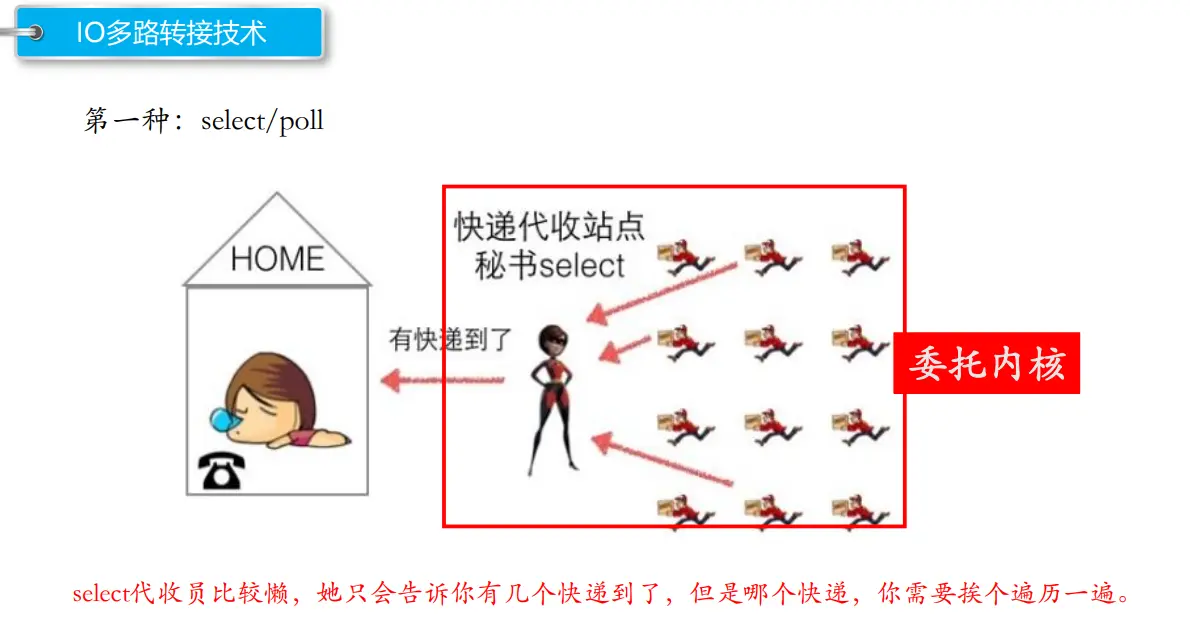 IO多路转接技术
第一种：select/poll
HOME
快递代收站点
秘书select
有快递到了
委托内核
select代收员比较懒，她只会告诉你有几个快递到了，但是哪个快递，你需要挨个遍历一遍。